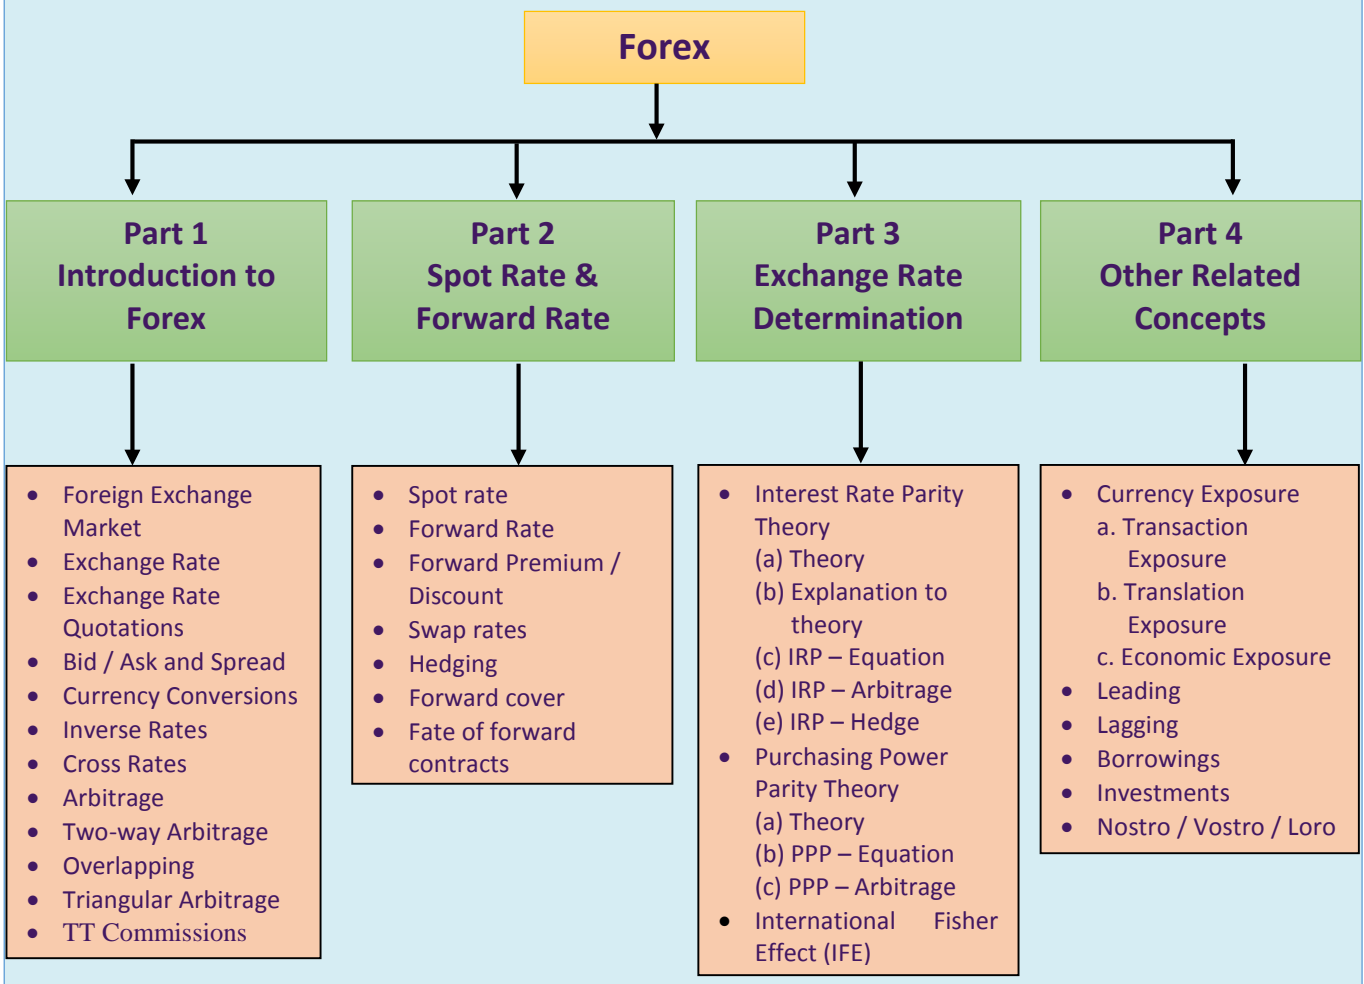 Forex
Part 1
Introduction to
Forex
Part 2
Spot Rate &
Forward Rate
Part 3
Exchange Rate
Determination
Part 4
Other Related
Concepts
• Foreign Exchange
Market
• Exchange Rate
• Exchange Rate
Quotations
• Bid / Ask and Spread
• Currency Conversions
• Inverse Rates
• Cross Rates
• Arbitrage
• Two-way Arbitrage
• Overlapping
• Triangular Arbitrage
• TT Commissions
• Spot rate
• Forward Rate
• Forward Premium /
Discount
• Swap rates
• Hedging
• Forward cover
• Fate of forward
contracts
• Interest Rate Parity
Theory
(a) Theory
(b) Explanation to
theory
(c) IRP – Equation
(d) IRP – Arbitrage
(e) IRP – Hedge
• Purchasing Power
Parity Theory
(a) Theory
(b) PPP – Equation
(c) PPP – Arbitrage
• International Fisher
Effect (IFE)
• Currency Exposure
a. Transaction
Exposure
b. Translation
Exposure
c. Economic Exposure
• Leading
• Lagging
• Borrowings
• Investments
• Nostro / Vostro / Loro